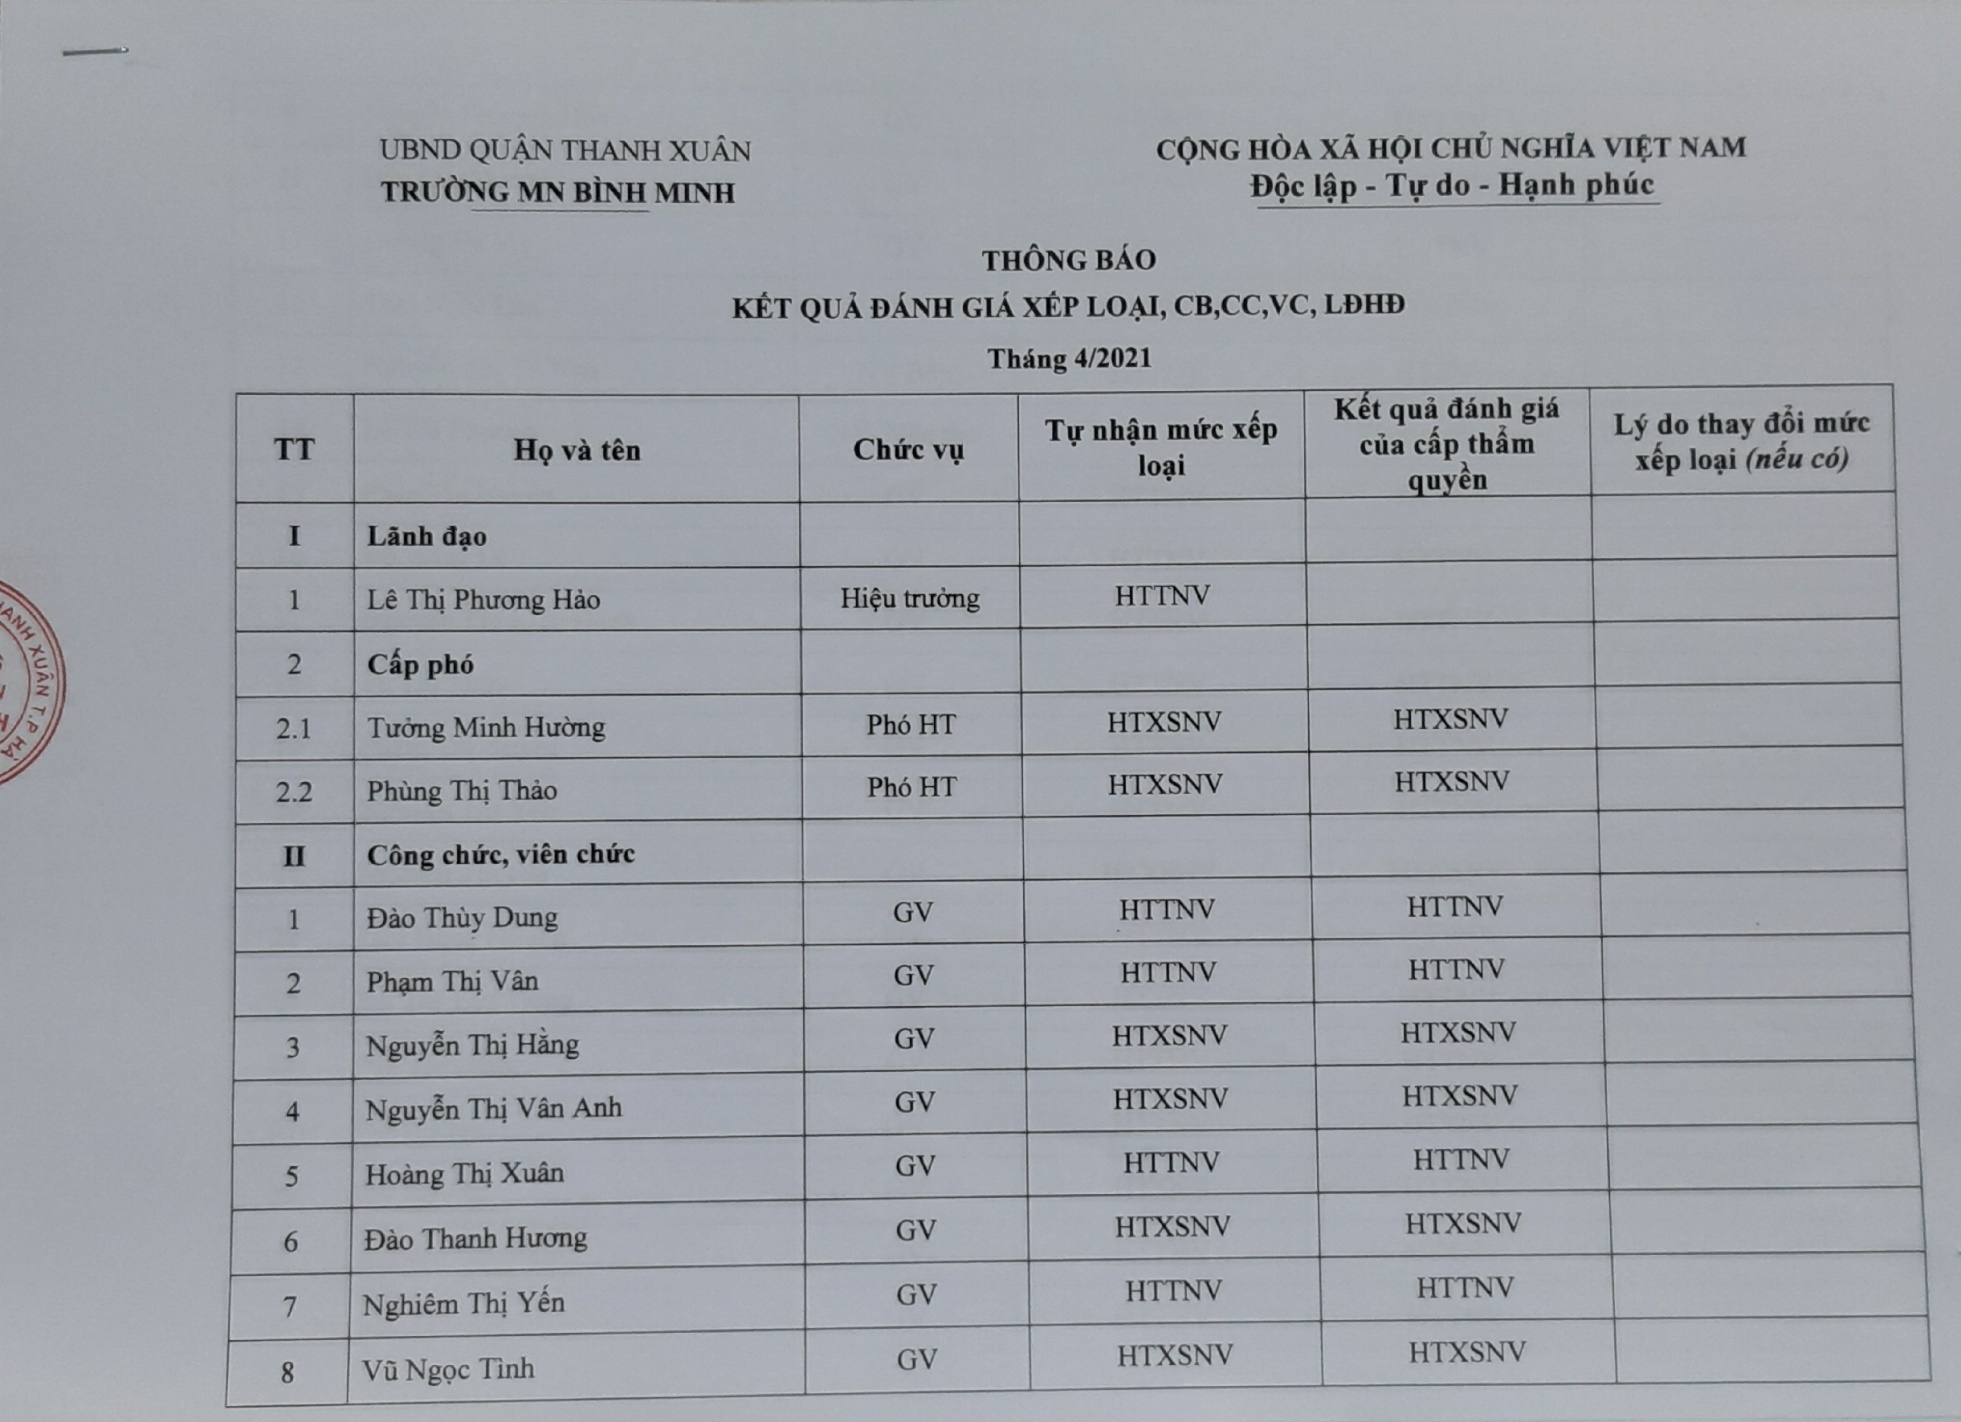 UBND QUẬN THANH XUÂN
TRƯỜNG MN BÌNH MINH
CỘNG HÒA XÃ HỘI CHỦ NGHĨA VIỆT NAM
Độc lập - Tự do - Hạnh phúc
THÔNG BÁO
KẾT QUẢ ĐÁNH GIÁ XẾP LOẠI, CB,CC,VC, LĐHĐ
Tháng 4/2021
TT Họ và tên Chức vụ Tự nhận mức xếp loại Kết quả đánh giá của cấp thẩm quyền Lý do thay đổi mức xếp loại (nếu có)
I Lãnh đạo
1 Lê Thị Phương Hảo Hiệu trưởng HTTNV
2 Cấp phó
2.1 Tưởng Minh Hường Phó HT HTXSNV HTXSNV
2.2 Phùng Thị Thảo Phó HT HTXSNV HTXSNV
II Công chức, viên chức
1 Đào Thùy Dung GV HTTNV HTTNV
2 Phạm Thị Vân GV HTTNV HTTNV
3 Nguyễn Thị Hằng GV HTXSNV HTXSNV
4 Nguyễn Thị Vân Anh GV HTXSNV HTXSNV
5 Hoàng Thị Xuân GV HTTNV HTTNV
6 Đào Thanh Hương GV HTXSNV HTXSNV
7 Nghiêm Thị Yến GV HTTNV HTTNV
8 Vũ Ngọc Tình GV HTXSNV HTXSNV
XUÂN T.P